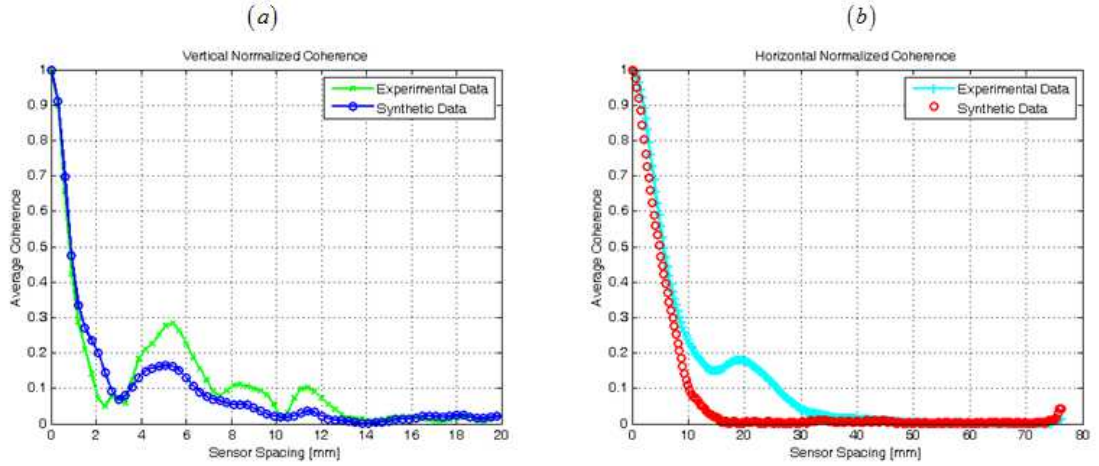 (a)
Vertical Normalized Coherence
Experimental Data
Synthetic Data
1
0.9
0.8
0.7
0.6
0.5
0.4
0.3
0.2
0.1
0
Average Coherence
0 2 4 6 8 10 12 14 16 18 20
Sensor Spacing [mm]
(b)
Horizontal Normalized Coherence
Experimental Data
Synthetic Data
1
0.9
0.8
0.7
0.6
0.5
0.4
0.3
0.2
0.1
0
Average Coherence
0 10 20 30 40 50 60 70 80
Sensor Spacing [mm]